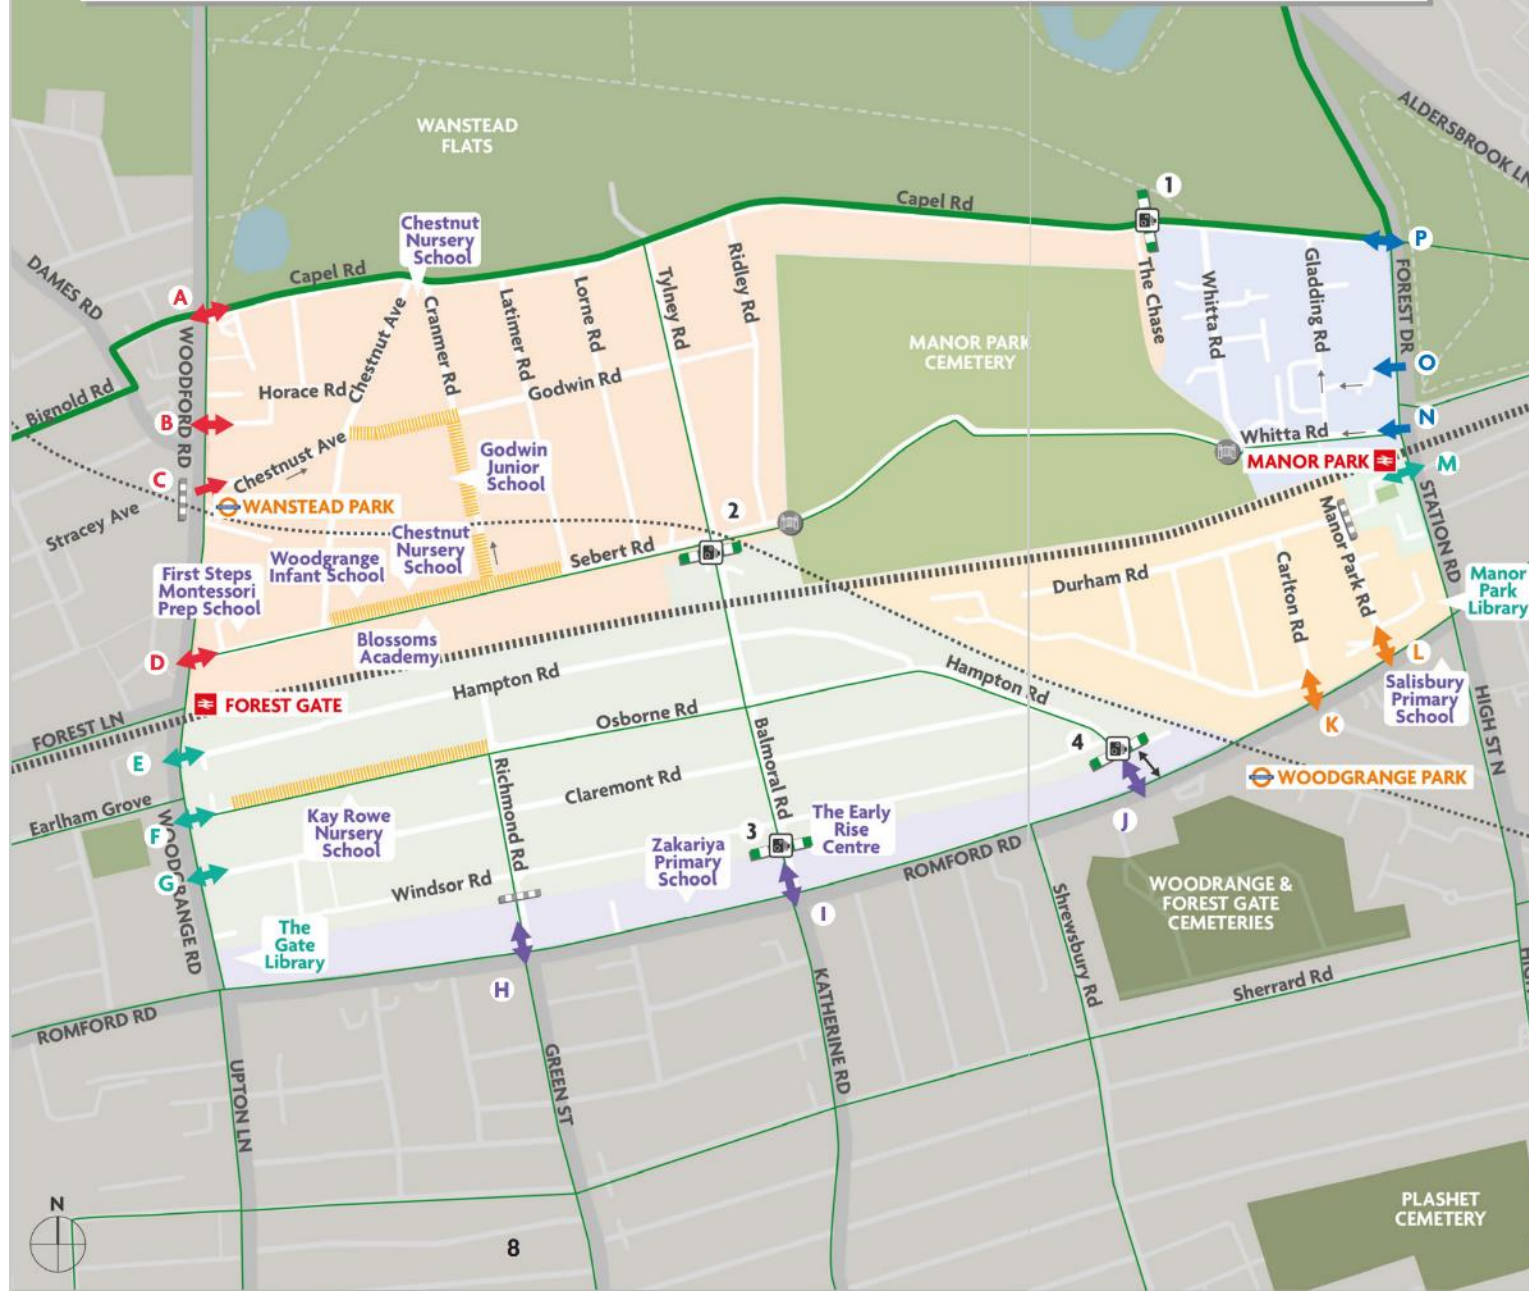 WANSTEAD
FLATS
ALDERSBROOK LN
1
Capel Rd
Chestnut
Nursery
School
P
DAMES RD
Capel Rd
A
WOODFORD RD
Chestnut Ave
Cranmer Rd
Latimer Rd
Lorne Rd
Tylney Rd
Ridley Rd
The Chase
Whitta Rd
Gladding Rd
FOREST DR
MANOR PARK
CEMETERY
O
Horace Rd
Godwin Rd
Bignold Rd
B
N
Whitta Rd
Chestnust Ave
Godwin
Junior
School
MANOR PARK
M
C
WANSTEAD PARK
Stracey Ave
2
Manor Park Rd
STATION RD
Chestnut
Nursery
School
Woodgrange
Infant School
Sebert Rd
First Steps
Montessori
Prep School
Durham Rd
Carlton Rd
Manor
Park
Library
Blossoms
Academy
D
L
Hampton Rd
Hampton Rd
Salisbury
Primary
School
FOREST GATE
Osborne Rd
HIGH ST N
FOREST LN
K
E
Balmoral Rd
4
Richmond Rd
Claremont Rd
WOODGRANGE PARK
Earlham Grove
F
Kay Rowe
Nursery
School
The Early
Rise
Centre
J
3
Zakariya
Primary
School
ROMFORD RD
WOODGRANGE RD
G
Windsor Rd
WOODRANGE &
FOREST GATE
CEMETERIES
I
Shrewsbury Rd
The
Gate
Library
H
KATHERINE RD
Sherrard Rd
ROMFORD RD
UPTON LN
GREEN ST
N
PLASHET
CEMETERY
8